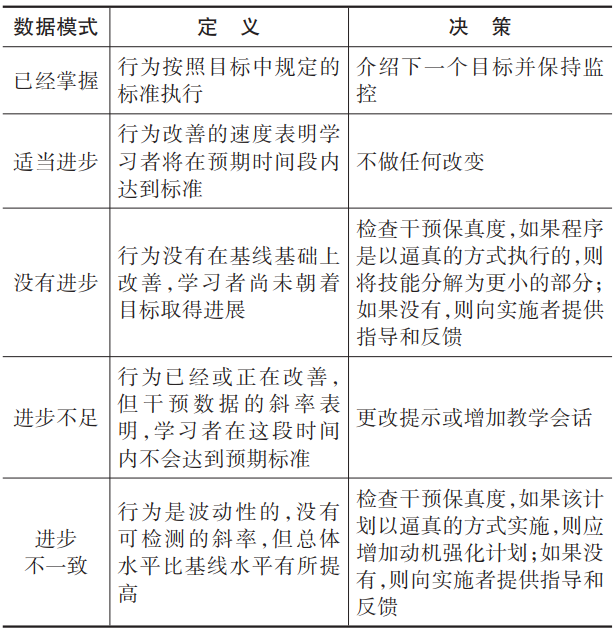 数据模式 定义 决策
已经掌握
行为按照目标中规定的
标准执行
介绍下一个目标并保持监
控
适当进步
行为改善的速度表明学
习者将在预期时间段内
达到标准
不做任何改变
没有进步
行为没有在基线基础上
改善,学习者尚未朝着
目标取得进展
检查干预保真度,如果程序
是以逼真的方式执行的,则
将技能分解为更小的部分;
如果没有,则向实施者提供
指导和反馈
进步不足
行为已经或正在改善,
但干预数据的斜率表
明,学习者在这段时间
内不会达到预期标准
更改提示或增加教学会话
进步
不一致
行为是波动性的,没有
可检测的斜率,但总体
水平比基线水平有所提
高
检查干预保真度,如果该计
划以逼真的方式实施,则应
增加动机强化计划;如果没
有,则向实施者提供指导和
反馈